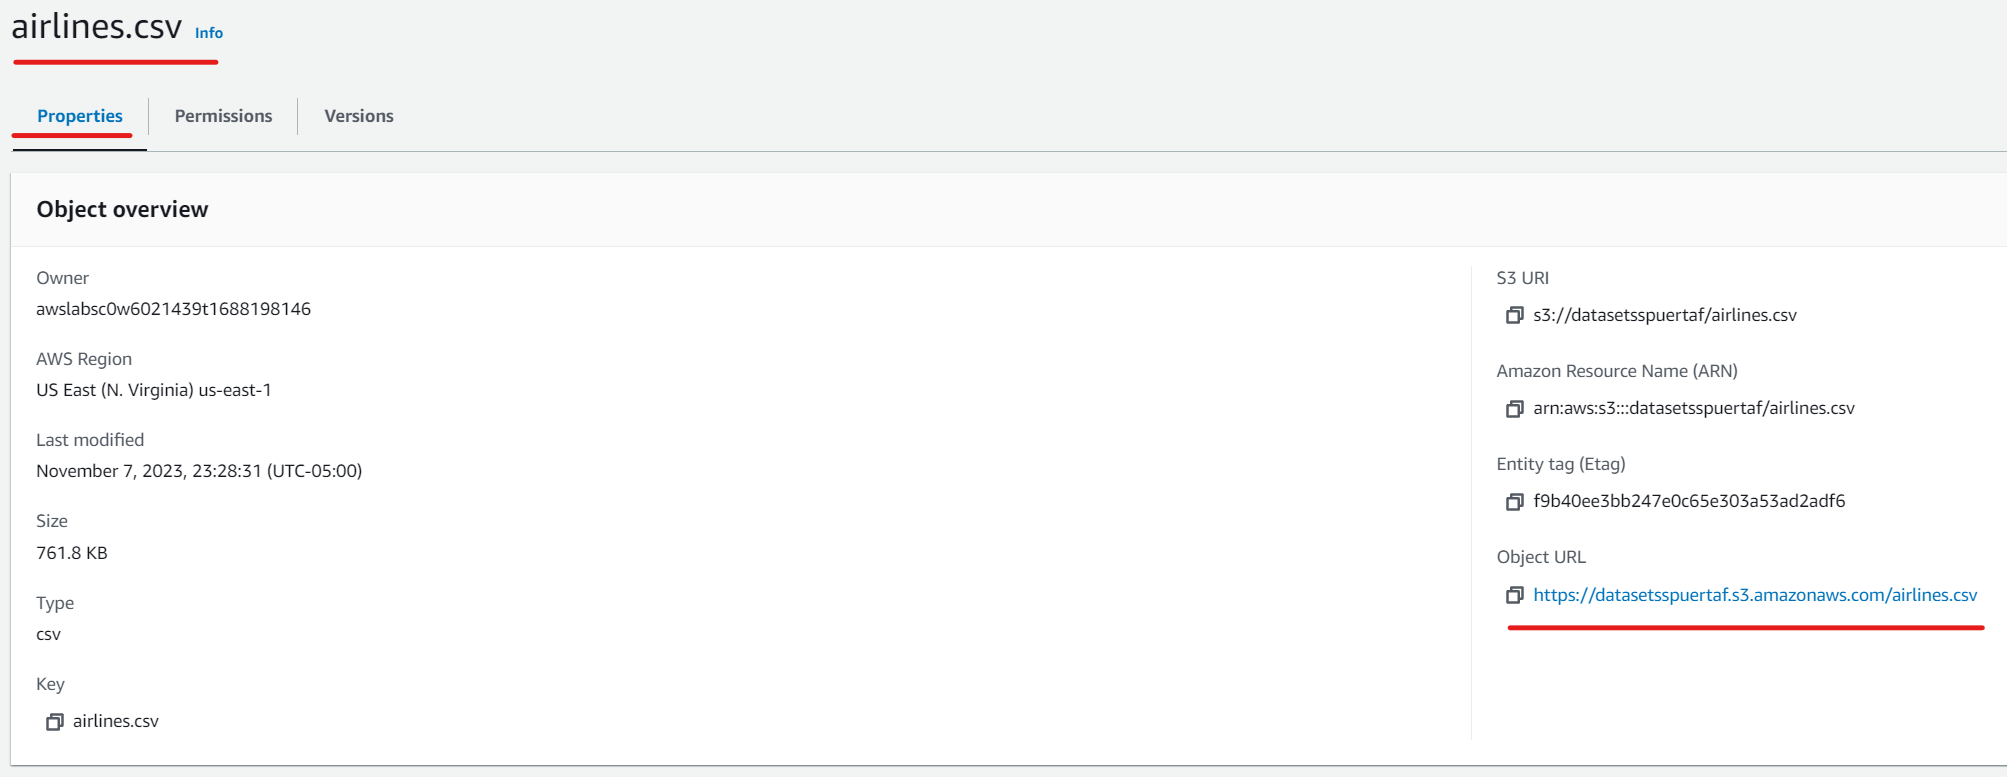 airlines.csv Info
Properties
Permissions
Versions
Object overview
Owner
awslabsc0w6021439t1688198146
AWS Region
US East (N. Virginia) us-east-1
Last modified
November 7, 2023, 23:28:31 (UTC-05:00)
Size
761.8 KB
Type
csv
Key
airlines.csv
S3 URI
s3://datasetsspuertaf/airlines.csv
Amazon Resource Name (ARN)
arn:aws:s3:::datasetsspuertaf/airlines.csv
Entity tag (Etag)
f9b40ee3bb247e0c65e303a53ad2adf6
Object URL
https://datasetsspuertaf.s3.amazonaws.com/airlines.csv